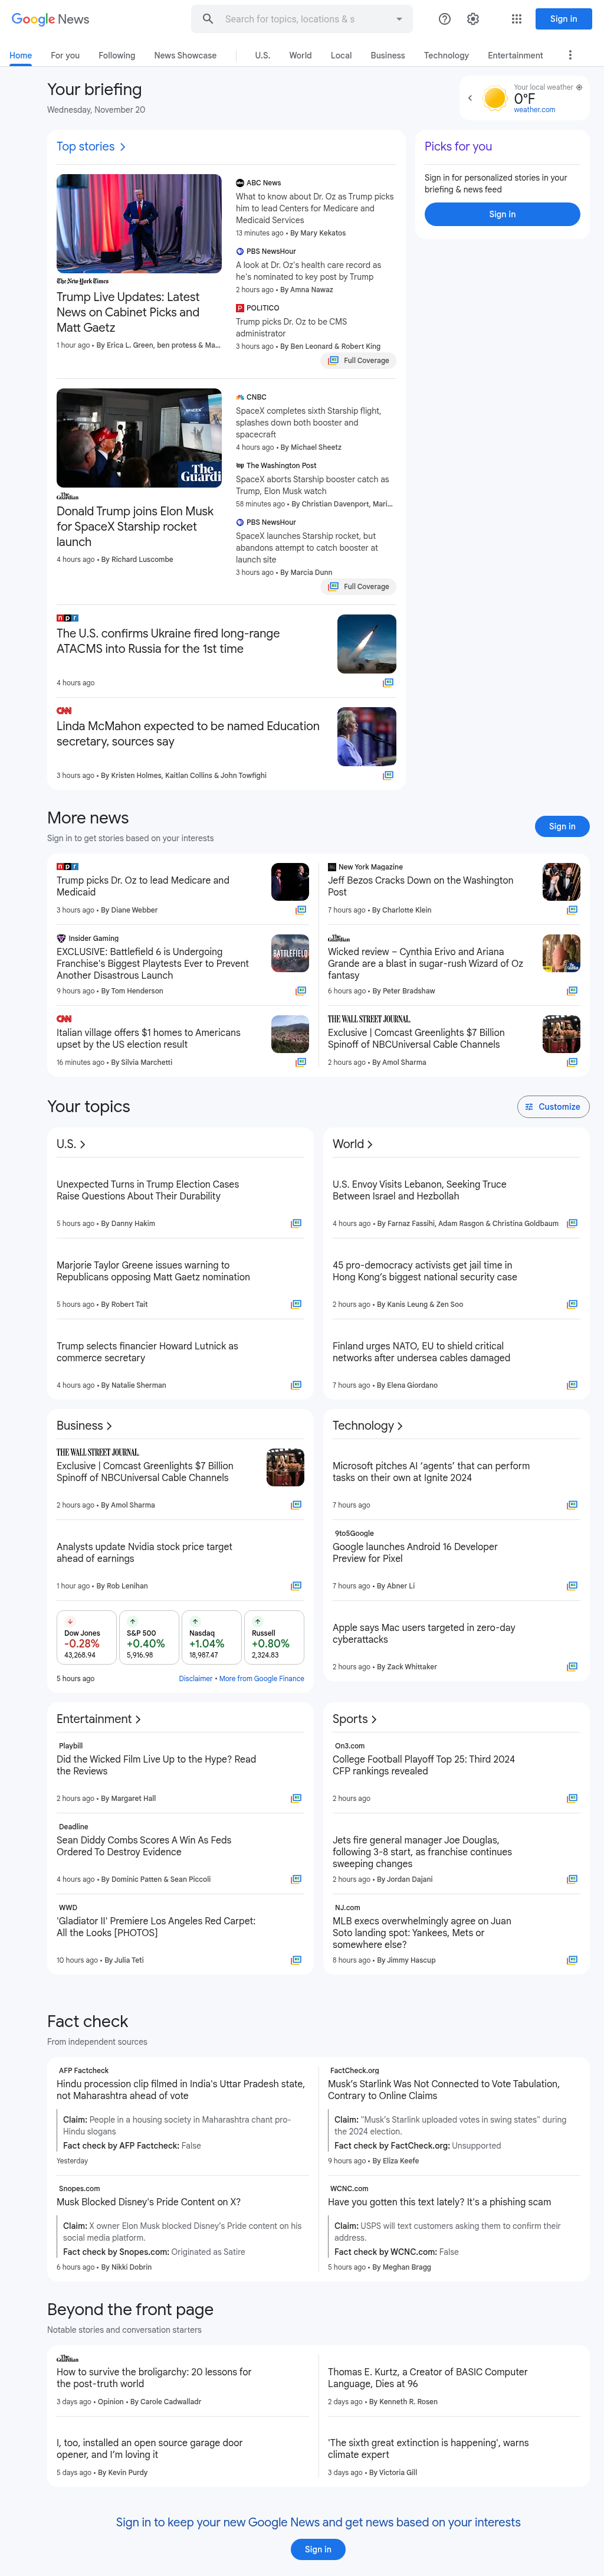 Google News
Search for topics, locations & s
Sign in
Home
For you
Following
News Showcase
U.S.
World
Local
Business
Technology
Entertainment
Your briefing
Wednesday, November 20
Your local weather
0°F
weather.com
Top stories
The New York Times
Trump Live Updates: Latest
News on Cabinet Picks and
Matt Gaetz
1 hour ago • By Erica L. Green, ben protess & Ma...
ABC News
What to know about Dr. Oz as Trump picks
him to lead Centers for Medicare and
Medicaid Services
13 minutes ago • By Mary Kekatos
PBS NewsHour
A look at Dr. Oz's health care record as
he's nominated to key post by Trump
2 hours ago • By Amna Nawaz
POLITICO
Trump picks Dr. Oz to be CMS
administrator
3 hours ago • By Ben Leonard & Robert King
Full Coverage
Picks for you
Sign in for personalized stories in your
briefing & news feed
Sign in
The
Guardi
The Guardian
Donald Trump joins Elon Musk
for SpaceX Starship rocket
launch
4 hours ago • By Richard Luscombe
CNBC
SpaceX completes sixth Starship flight,
splashes down both booster and
spacecraft
4 hours ago • By Michael Sheetz
wp The Washington Post
SpaceX aborts Starship booster catch as
Trump, Elon Musk watch
58 minutes ago • By Christian Davenport, Mari...
PBS NewsHour
SpaceX launches Starship rocket, but
abandons attempt to catch booster at
launch site
3 hours ago • By Marcia Dunn
Full Coverage
npr
The U.S. confirms Ukraine fired long-range
ATACMS into Russia for the 1st time
4 hours ago
CNN
Linda McMahon expected to be named Education
secretary, sources say
3 hours ago • By Kristen Holmes, Kaitlan Collins & John Towfighi
More news
Sign in to get stories based on your interests
Sign in
npr
Trump picks Dr. Oz to lead Medicare and
Medicaid
3 hours ago • By Diane Webber
New York Magazine
Jeff Bezos Cracks Down on the Washington
Post
7 hours ago • By Charlotte Klein
Insider Gaming
EXCLUSIVE: Battlefield 6 is Undergoing
Franchise's Biggest Playtests Ever to Prevent
Another Disastrous Launch
9 hours ago • By Tom Henderson
BATTLEFIELD
The Guardian
Wicked review – Cynthia Erivo and Ariana
Grande are a blast in sugar-rush Wizard of Oz
fantasy
6 hours ago • By Peter Bradshaw
CNN
Italian village offers $1 homes to Americans
upset by the US election result
16 minutes ago • By Silvia Marchetti
THE WALL STREET JOURNAL.
Exclusive | Comcast Greenlights $7 Billion
Spinoff of NBCUniversal Cable Channels
2 hours ago • By Amol Sharma
Your topics
Customize
U.S.
Unexpected Turns in Trump Election Cases
Raise Questions About Their Durability
5 hours ago • By Danny Hakim
Marjorie Taylor Greene issues warning to
Republicans opposing Matt Gaetz nomination
5 hours ago • By Robert Tait
Trump selects financier Howard Lutnick as
commerce secretary
4 hours ago • By Natalie Sherman
World
U.S. Envoy Visits Lebanon, Seeking Truce
Between Israel and Hezbollah
4 hours ago • By Farnaz Fassihi, Adam Rasgon & Christina Goldbaum
45 pro-democracy activists get jail time in
Hong Kong's biggest national security case
2 hours ago • By Kanis Leung & Zen Soo
Finland urges NATO, EU to shield critical
networks after undersea cables damaged
7 hours ago • By Elena Giordano
Business
THE WALL STREET JOURNAL.
Exclusive | Comcast Greenlights $7 Billion
Spinoff of NBCUniversal Cable Channels
2 hours ago • By Amol Sharma
Analysts update Nvidia stock price target
ahead of earnings
1 hour ago • By Rob Lenihan
Dow Jones
-0.28%
43,268.94
S&P 500
+0.40%
5,916.98
Nasdaq
+1.04%
18,987.47
Russell
+0.80%
2,324.83
5 hours ago
Disclaimer • More from Google Finance
Technology
Microsoft pitches AI 'agents' that can perform
tasks on their own at Ignite 2024
7 hours ago
9to5Google
Google launches Android 16 Developer
Preview for Pixel
7 hours ago • By Abner Li
Apple says Mac users targeted in zero-day
cyberattacks
2 hours ago • By Zack Whittaker
Entertainment
Playbill
Did the Wicked Film Live Up to the Hype? Read
the Reviews
2 hours ago • By Margaret Hall
Deadline
Sean Diddy Combs Scores A Win As Feds
Ordered To Destroy Evidence
4 hours ago • By Dominic Patten & Sean Piccoli
WWD
'Gladiator II' Premiere Los Angeles Red Carpet:
All the Looks [PHOTOS]
10 hours ago • By Julia Teti
Sports
On3.com
College Football Playoff Top 25: Third 2024
CFP rankings revealed
2 hours ago
Jets fire general manager Joe Douglas,
following 3-8 start, as franchise continues
sweeping changes
2 hours ago • By Jordan Dajani
NJ.com
MLB execs overwhelmingly agree on Juan
Soto landing spot: Yankees, Mets or
somewhere else?
8 hours ago • By Jimmy Hascup
Fact check
From independent sources
AFP Factcheck
Hindu procession clip filmed in India's Uttar Pradesh state,
not Maharashtra ahead of vote
Claim: People in a housing society in Maharashtra chant pro-
Hindu slogans
Fact check by AFP Factcheck: False
Yesterday
FactCheck.org
Musk's Starlink Was Not Connected to Vote Tabulation,
Contrary to Online Claims
Claim: "Musk's Starlink uploaded votes in swing states" during
the 2024 election.
Fact check by FactCheck.org: Unsupported
9 hours ago • By Eliza Keefe
Snopes.com
Musk Blocked Disney's Pride Content on X?
Claim: X owner Elon Musk blocked Disney's Pride content on his
social media platform.
Fact check by Snopes.com: Originated as Satire
6 hours ago • By Nikki Dobrin
WCNC.com
Have you gotten this text lately? It's a phishing scam
Claim: USPS will text customers asking them to confirm their
address.
Fact check by WCNC.com: False
5 hours ago • By Meghan Bragg
Beyond the front page
Notable stories and conversation starters
The Guardian
How to survive the broligarchy: 20 lessons for
the post-truth world
3 days ago • Opinion • By Carole Cadwalladr
Thomas E. Kurtz, a Creator of BASIC Computer
Language, Dies at 96
2 days ago • By Kenneth R. Rosen
I, too, installed an open source garage door
opener, and I'm loving it
5 days ago • By Kevin Purdy
'The sixth great extinction is happening', warns
climate expert
3 days ago • By Victoria Gill
Sign in to keep your new Google News and get news based on your interests
Sign in